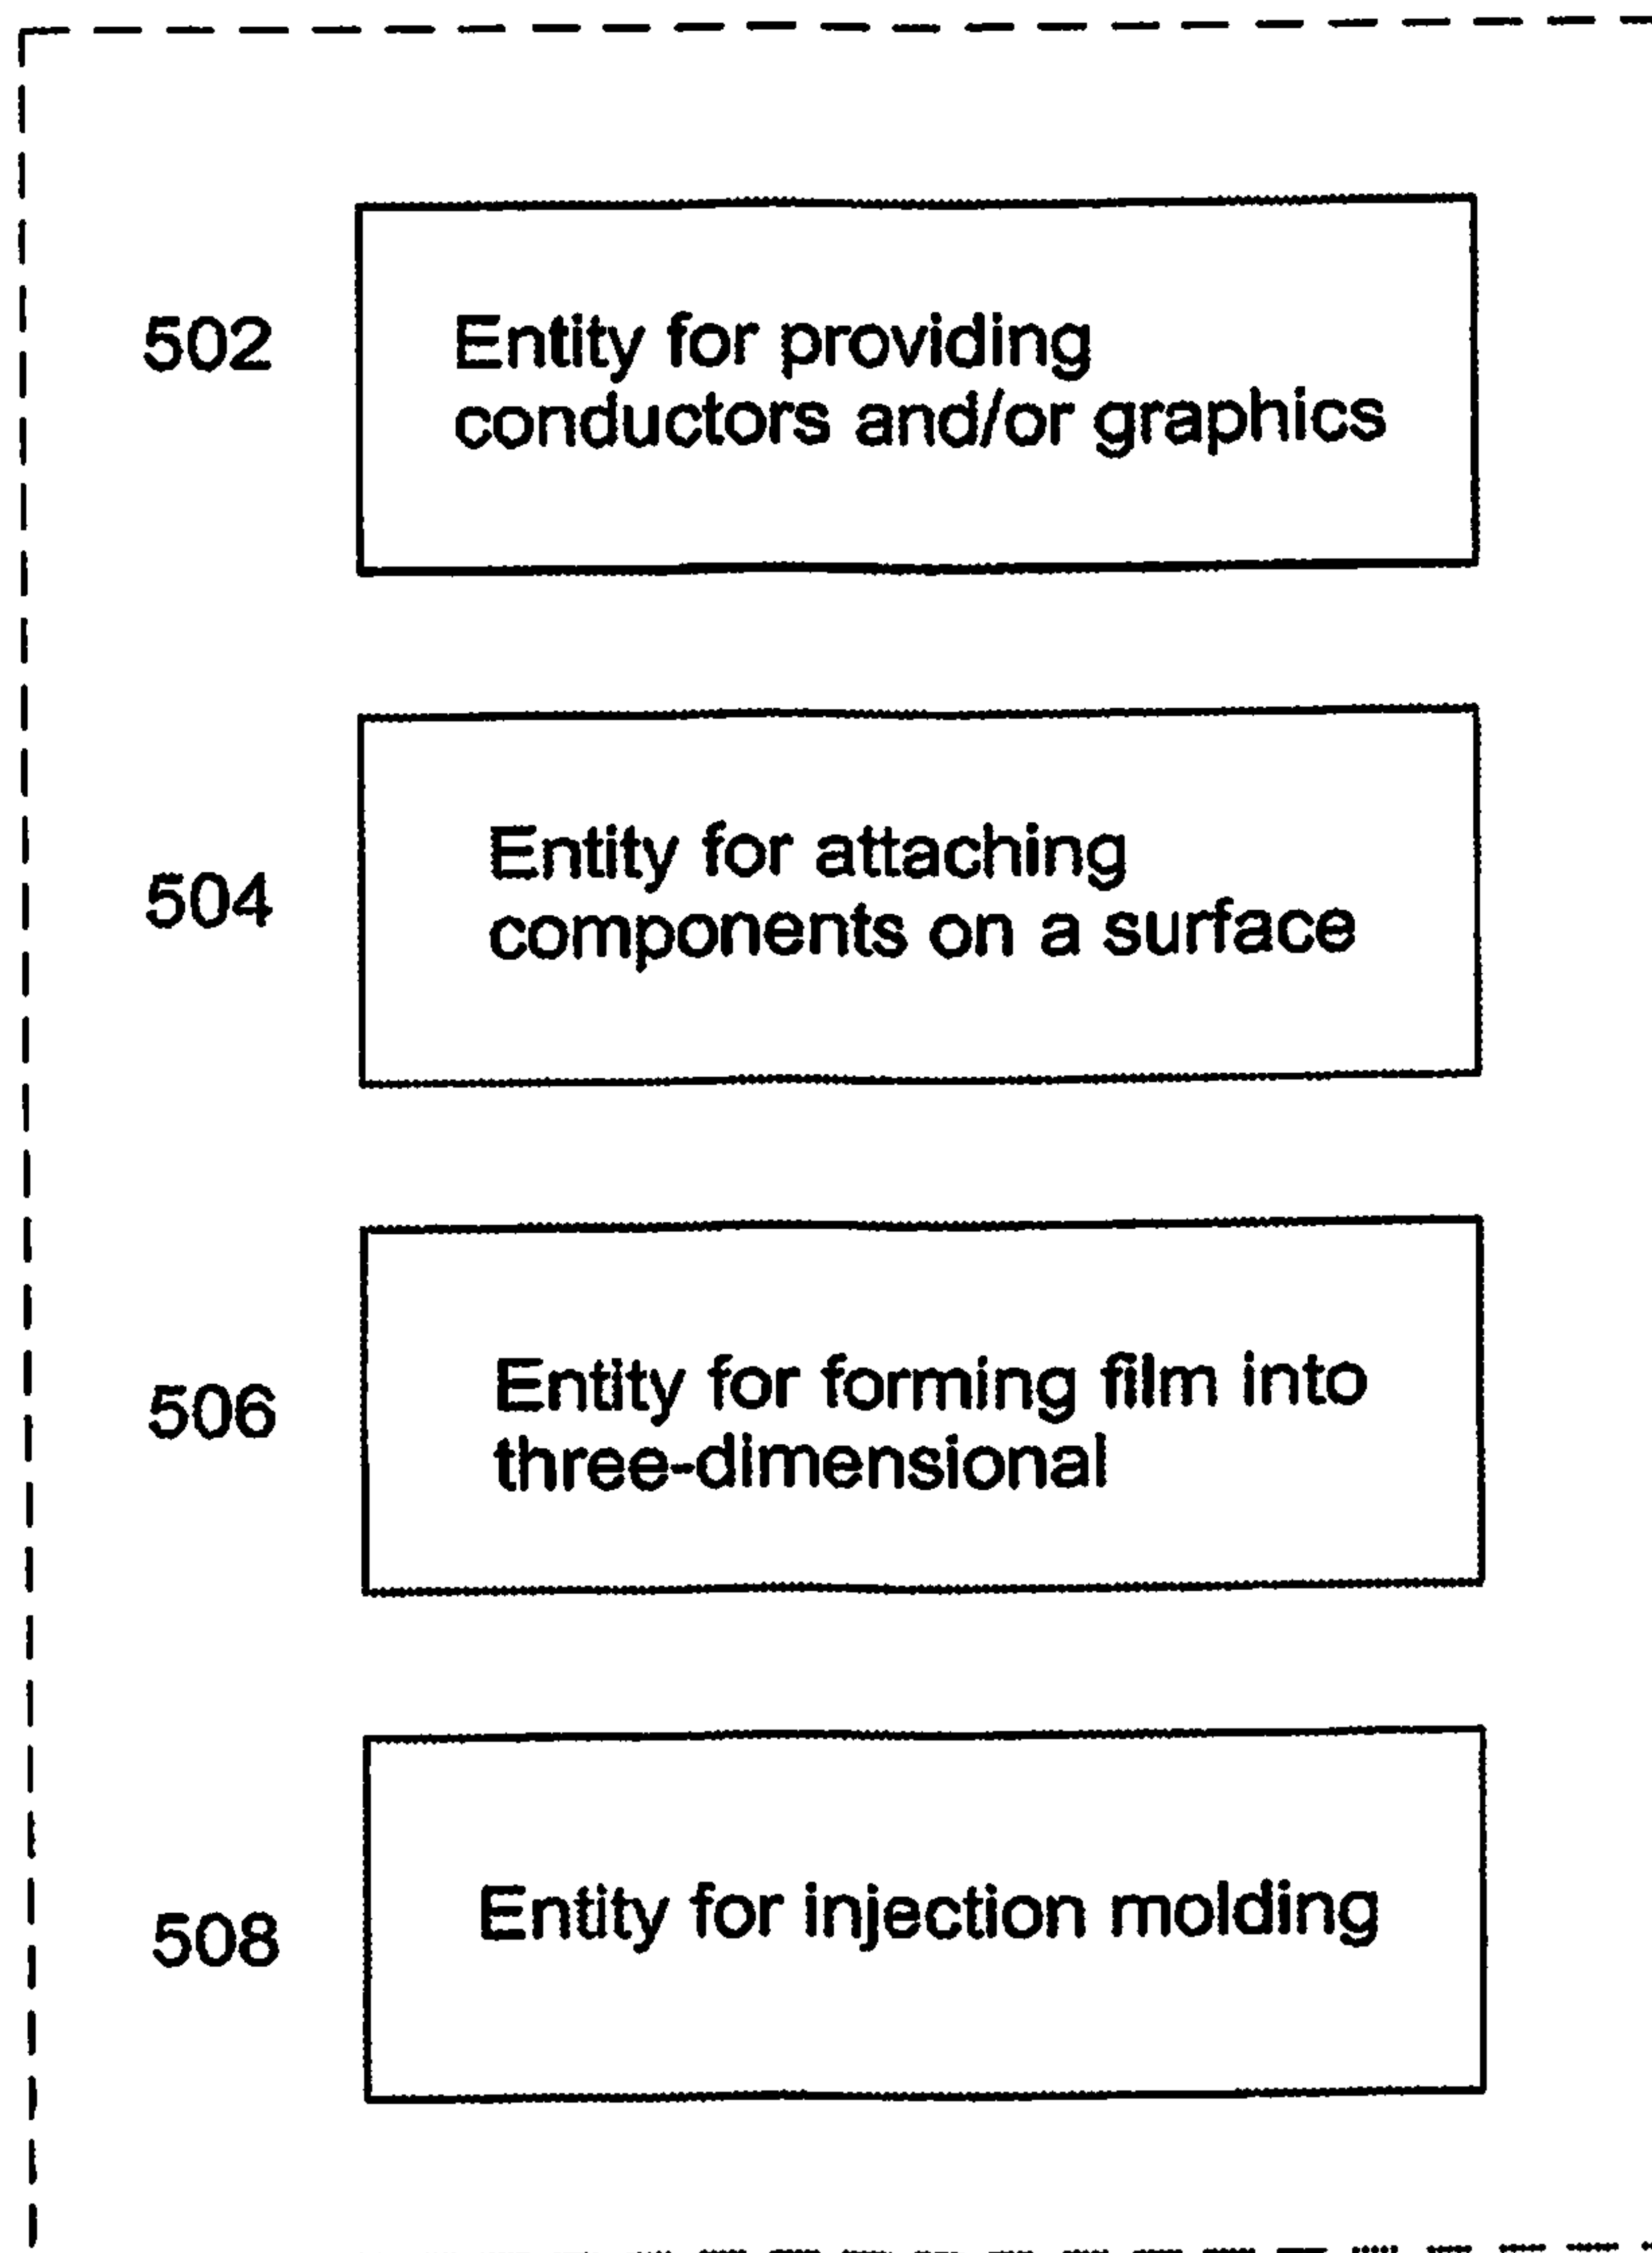 502
Entity for providing
conductors and/or graphics
504
Entity for attaching
components on a surface
506
Entity for forming film into
three-dimensional
508
Entity for injection molding